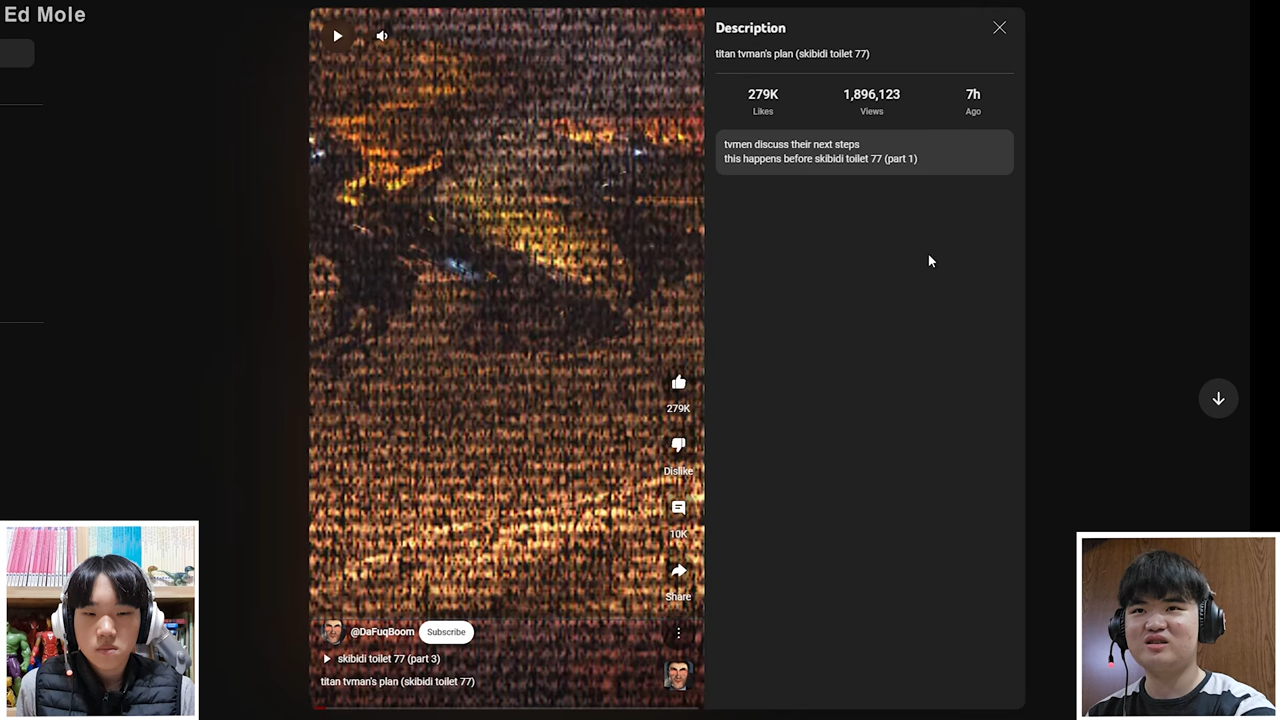 Ed Mole
Description
titan tvman's plan (skibidi toilet 77)
279K
1,896,123
7h
Likes
Views
Ago
tvmen discuss their next steps
this happens before skibidi toilet 77 (part 1)
279K
Dislike
10K
Share
@DaFuqBoom
Subscribe
skibidi toilet 77 (part 3)
titan tvman's plan (skibidi toilet 77)